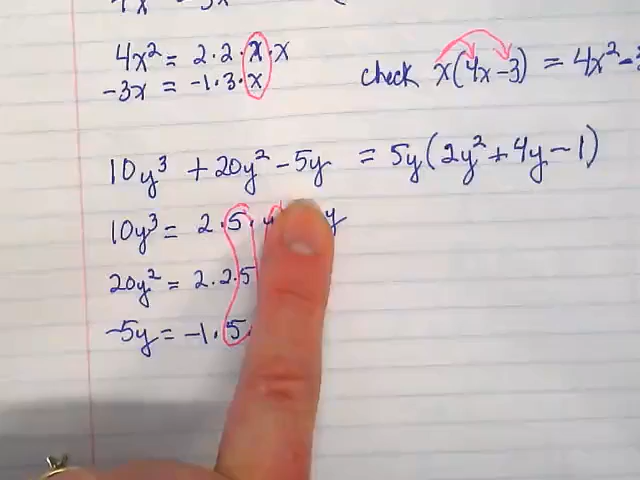 4x² = 2·2·x·x
-3x = -1·3·x
check x(4x-3) = 4x²-
10y³ + 20y² - 5y = 5y(2y² + 4y - 1)
10y³ = 2·5· y
20y² = 2·2·5
-5y = -1·5·